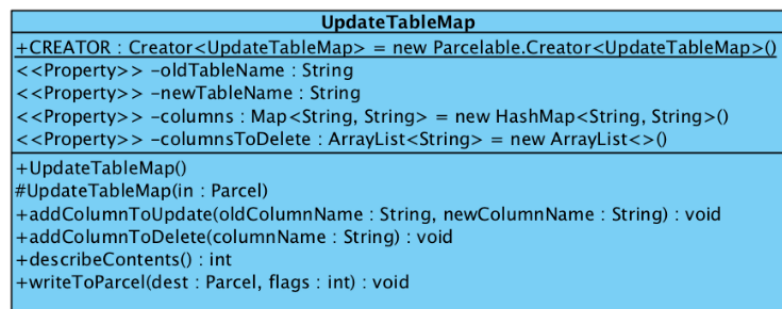 UpdateTableMap
+CREATOR : Creator<UpdateTableMap> = new Parcelable.Creator<UpdateTableMap>()
<<Property>> -oldTableName : String
<<Property>> -newTableName : String
<<Property>> -columns : Map<String, String> = new HashMap<String, String>()
<<Property>> -columnsToDelete : ArrayList<String> = new ArrayList<>()
+UpdateTableMap()
#UpdateTableMap(in : Parcel)
+addColumnToUpdate(oldColumnName : String, newColumnName : String) : void
+addColumnToDelete(columnName : String) : void
+describeContents() : int
+writeToParcel(dest : Parcel, flags : int) : void